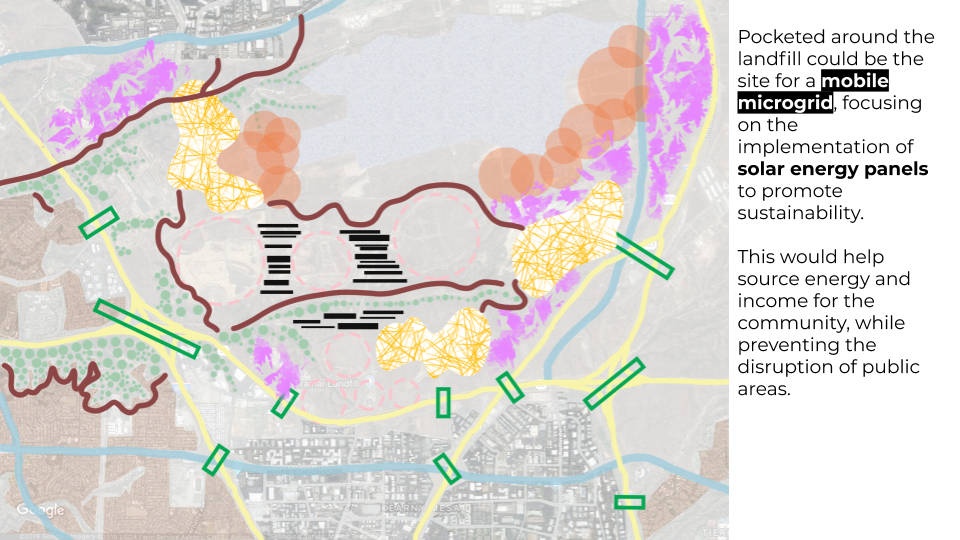 Pocketed around the
landfill could be the
site for a mobile
microgrid, focusing
on the
implementation of
solar energy panels
to promote
sustainability.
This would help
source energy and
income for the
community, while
preventing the
disruption of public
areas.
Landfill
Google